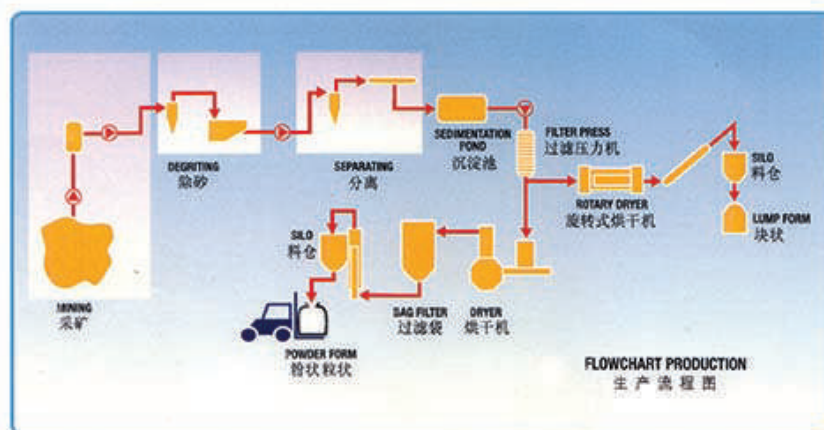 MINING
采矿
DEGRITING
除砂
SEPARATING
分离
SEDIMENTATION
POND
沉淀池
FILTER PRESS
过滤压力机
ROTARY DRYER
旋转式烘干机
SILO
料仓
LUMP FORM
块状
DRYER
烘干机
BAG FILTER
过滤袋
SILO
料仓
POWDER FORM
粉状粒状
FLOWCHART PRODUCTION
生产流程图